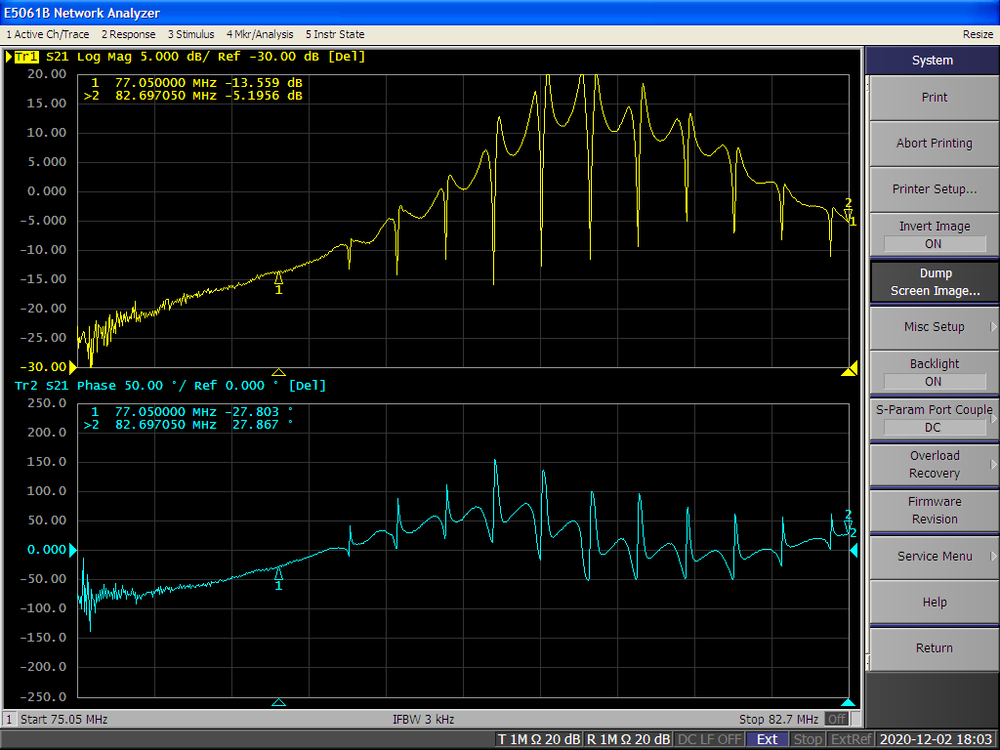 E5061B Network Analyzer
1 Active Ch/Trace 2 Response 3 Stimulus 4 Mkr/Analysis 5 Instr State Resize
Tr1 S21 Log Mag 5.000 dB/ Ref -30.00 dB [Del]
20.00
1 77.050000 MHz -13.559 dB
>2 82.697050 MHz -5.1956 dB
15.00
10.00
5.000
0.000
2
-5.000
1
-10.00
-15.00
1
-20.00
-25.00
-30.00
Tr2 S21 Phase 50.00 °/ Ref 0.000 ° [Del]
250.0
1 77.050000 MHz -27.803 °
>2 82.697050 MHz 27.867 °
200.0
150.0
100.0
50.00
2
2
0.000
-50.00
1
-100.0
-150.0
-200.0
-250.0
1 Start 75.05 MHz IFBW 3 kHz Stop 82.7 MHz Off
System
Print
Abort Printing
Printer Setup...
Invert Image
ON
Dump
Screen Image...
Misc Setup
Backlight
ON
S-Param Port Couple
DC
Overload
Recovery
Firmware
Revision
Service Menu
Help
Return
T 1M Ω 20 dB R 1M Ω 20 dB DC LF OFF Ext Stop ExtRef 2020-12-02 18:03